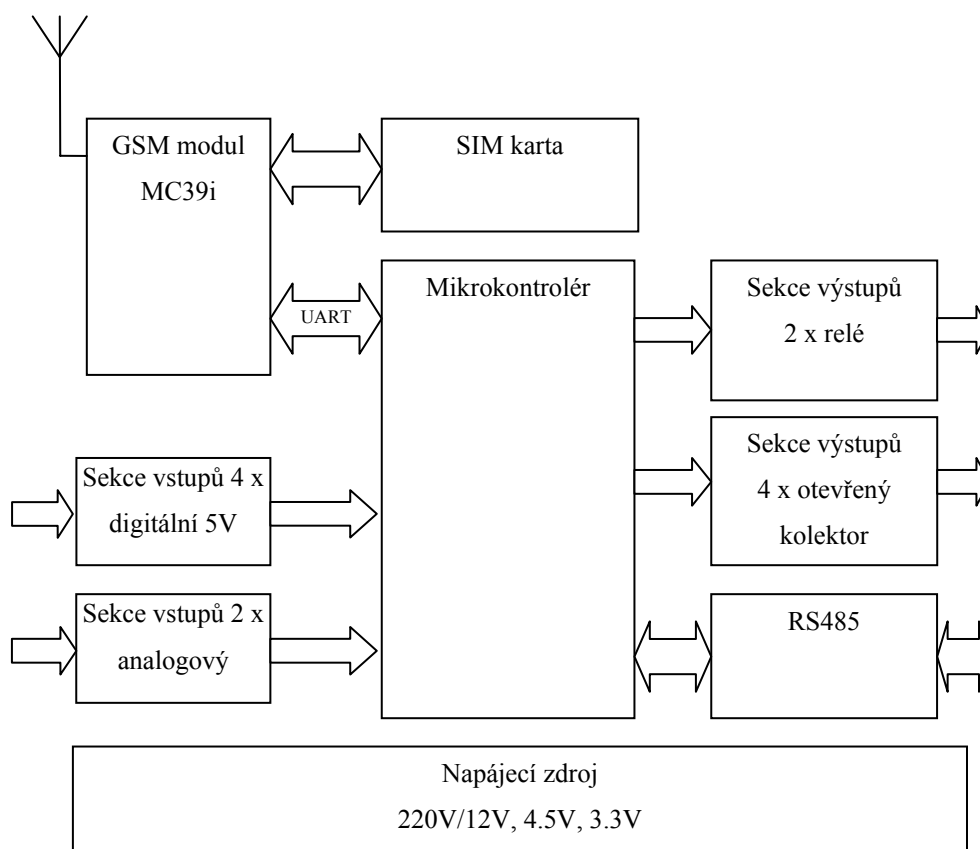 GSM modul
MC39i
SIM karta
UART
Mikrokontrolér
Sekce výstupů
2 x relé
Sekce výstupů
4 x otevřený
kolektor
Sekce vstupů 4 x
digitální 5V
Sekce vstupů 2 x
analogový
RS485
Napájecí zdroj
220V/12V, 4.5V, 3.3V